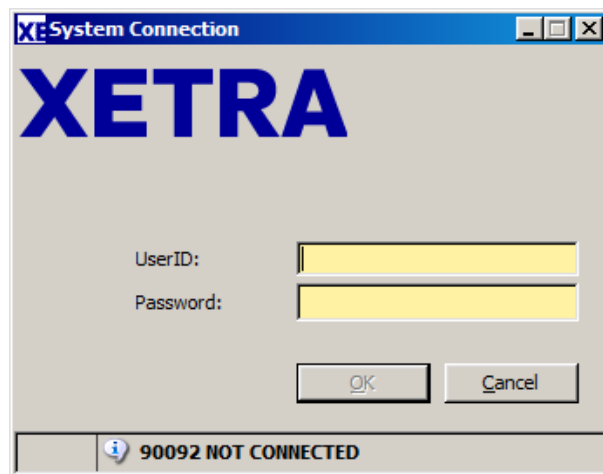 XE System Connection
XETRA
UserID:
Password:
OK Cancel
90092 NOT CONNECTED